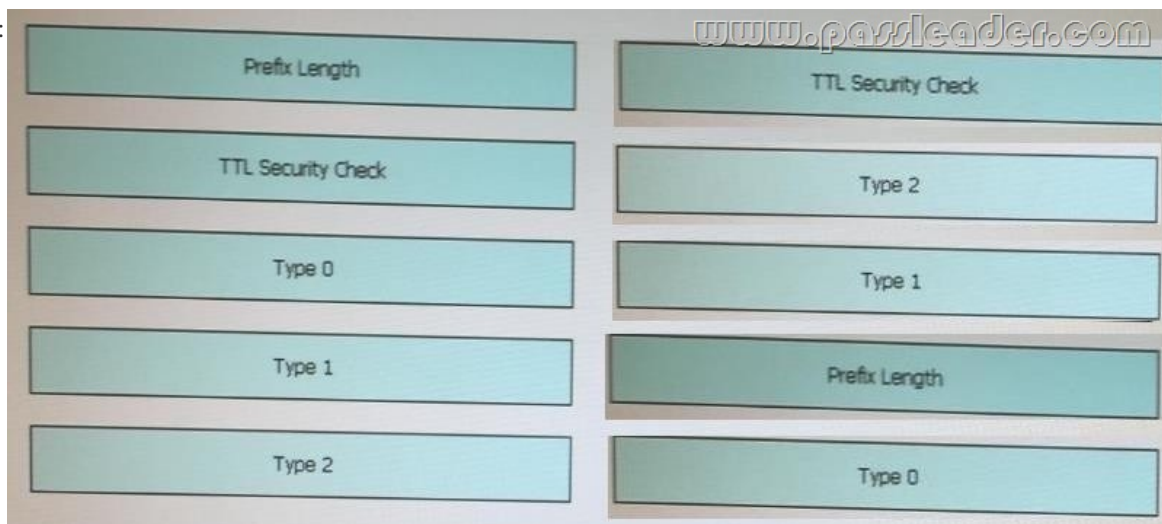 :
www.passleader.com
Prefix Length
TTL Security Check
Type 0
Type 1
Type 2
TTL Security Check
Type 2
Type 1
Prefix Length
Type 0